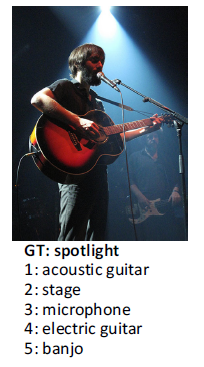 GT: spotlight
1: acoustic guitar
2: stage
3: microphone
4: electric guitar
5: banjo